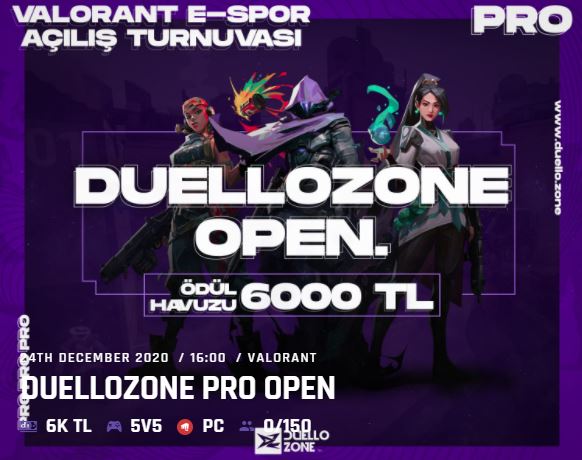 VALORANT E-SPOR
AÇILIŞ TURNUVASI
PRO
www.duello.zone
DUELLOZONE
OPEN.
ÖDÜL
HAVUZU 6000 TL
PRO PRO PRO
4TH DECEMBER 2020 / 16:00 / VALORANT
DUELLOZONE PRO OPEN
6K TL 5V5 PC 0/150
DUELLO
ZONE